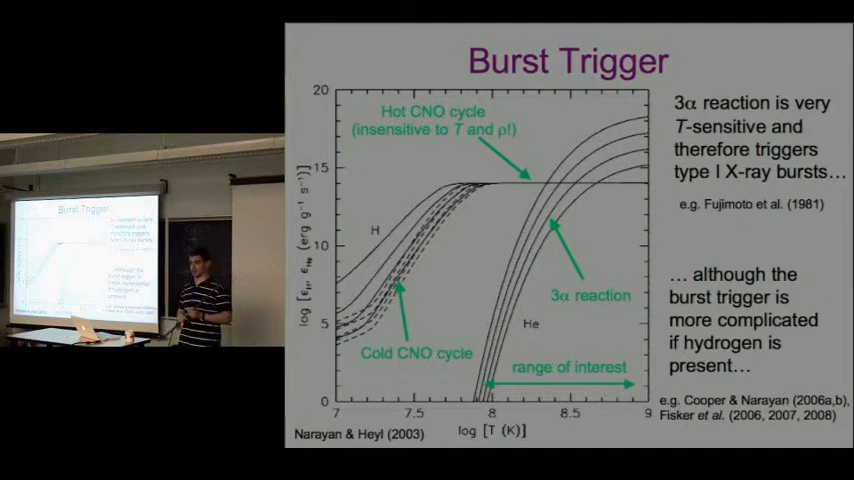 Burst Trigger
20
15
10
5
0
7
7.5
8
8.5
9
log [ϵH, ϵHe (erg g⁻¹ s⁻¹)]
log [T (K)]
Hot CNO cycle
(insensitive to T and ρ!)
H
3α reaction
He
Cold CNO cycle
range of interest
Narayan & Heyl (2003)
3α reaction is very
T-sensitive and
therefore triggers
type I X-ray bursts…
e.g. Fujimoto et al. (1981)
… although the
burst trigger is
more complicated
if hydrogen is
present…
e.g. Cooper & Narayan (2006a,b),
Fisker et al. (2006, 2007, 2008)
Burst Trigger